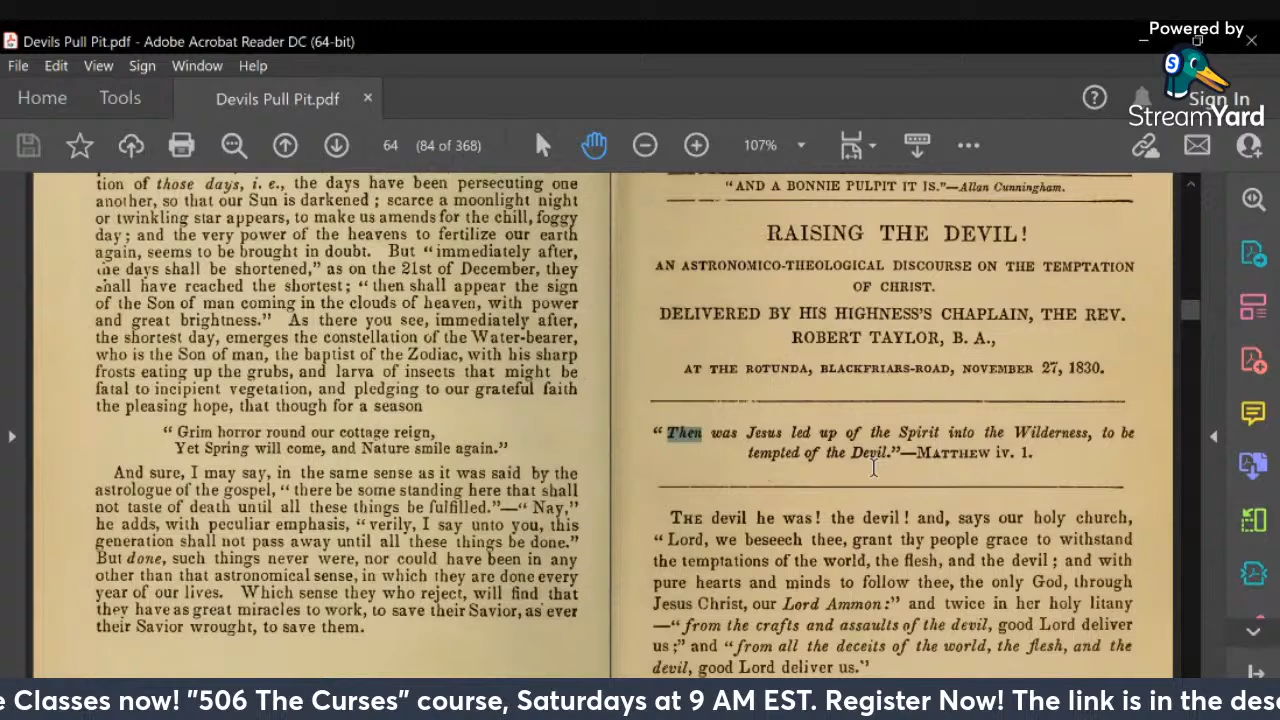 Devils Pull Pit.pdf - Adobe Acrobat Reader DC (64-bit)
Powered by
StreamYard
File Edit View Sign Window Help
Home Tools Devils Pull Pit.pdf × Sign In
64 (84 of 368) 107%
tion of those days, i. e., the days have been persecuting one
another, so that our Sun is darkened ; scarce a moonlight night
or twinkling star appears, to make us amends for the chill, foggy
day ; and the very power of the heavens to fertilize our earth
again, seems to be brought in doubt. But “ immediately after,
the days shall be shortened,” as on the 21st of December, they
shall have reached the shortest ; “ then shall appear the sign
of the Son of man coming in the clouds of heaven, with power
and great brightness.” As there you see, immediately after,
the shortest day, emerges the constellation of the Water-bearer,
who is the Son of man, the baptist of the Zodiac, with his sharp
frosts eating up the grubs, and larva of insects that might be
fatal to incipient vegetation, and pledging to our grateful faith
the pleasing hope, that though for a season
“ Grim horror round our cottage reign,
Yet Spring will come, and Nature smile again.”
And sure, I may say, in the same sense as it was said by the
astrologue of the gospel, “ there be some standing here that shall
not taste of death until all these things be fulfilled.”—“ Nay,”
he adds, with peculiar emphasis, “ verily, I say unto you, this
generation shall not pass away until all these things be done.”
But done, such things never were, nor could have been in any
other than that astronomical sense, in which they are done every
year of our lives. Which sense they who reject, will find that
they have as great miracles to work, to save their Savior, as ever
their Savior wrought, to save them.
“AND A BONNIE PULPIT IT IS.”—Allan Cunningham.
RAISING THE DEVIL!
AN ASTRONOMICO-THEOLOGICAL DISCOURSE ON THE TEMPTATION
OF CHRIST.
DELIVERED BY HIS HIGHNESS'S CHAPLAIN, THE REV.
ROBERT TAYLOR, B. A.,
AT THE ROTUNDA, BLACKFRIARS-ROAD, NOVEMBER 27, 1830.
“ Then was Jesus led up of the Spirit into the Wilderness, to be
tempted of the Devil.”—MATTHEW iv. 1.
THE devil he was! the devil! and, says our holy church,
“ Lord, we beseech thee, grant thy people grace to withstand
the temptations of the world, the flesh, and the devil ; and with
pure hearts and minds to follow thee, the only God, through
Jesus Christ, our Lord Ammon:” and twice in her holy litany
—“from the crafts and assaults of the devil, good Lord deliver
us;” and “from all the deceits of the world, the flesh, and the
devil, good Lord deliver us.”
e Classes now! "506 The Curses" course, Saturdays at 9 AM EST. Register Now! The link is in the des